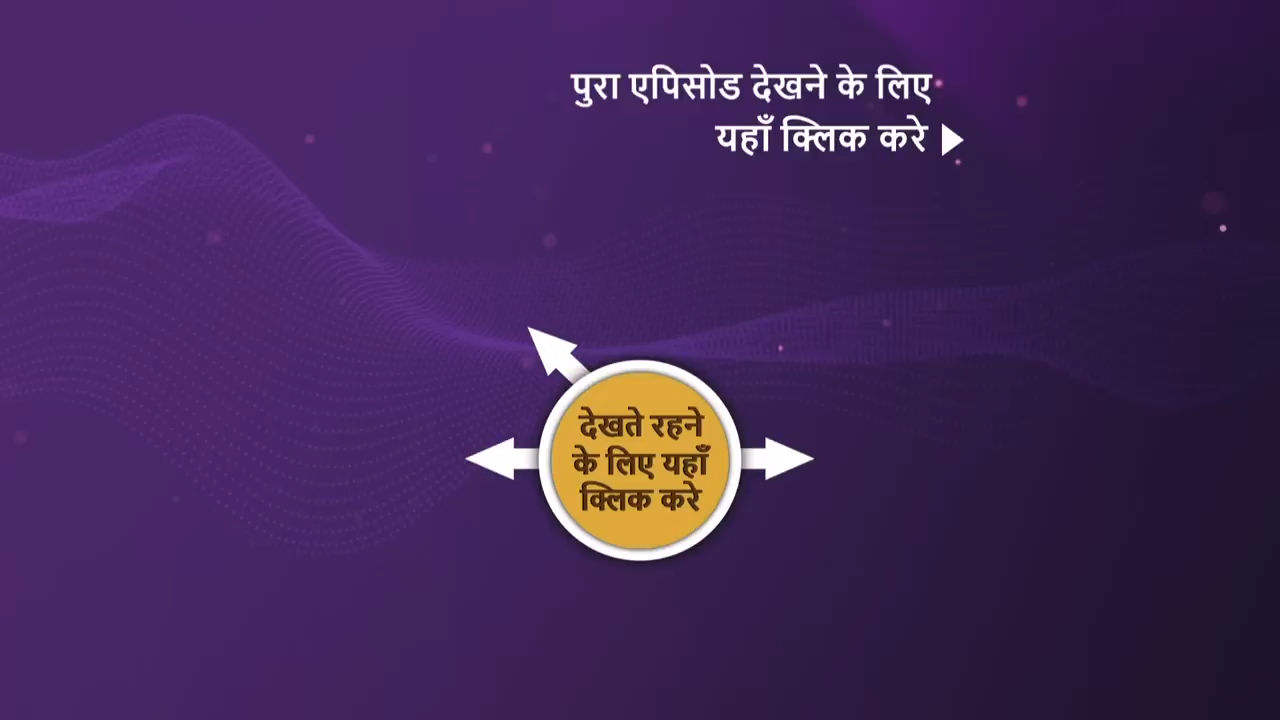 पुरा एपिसोड देखने के लिए
यहाँ क्लिक करे
देखते रहने
के लिए यहाँ
क्लिक करे